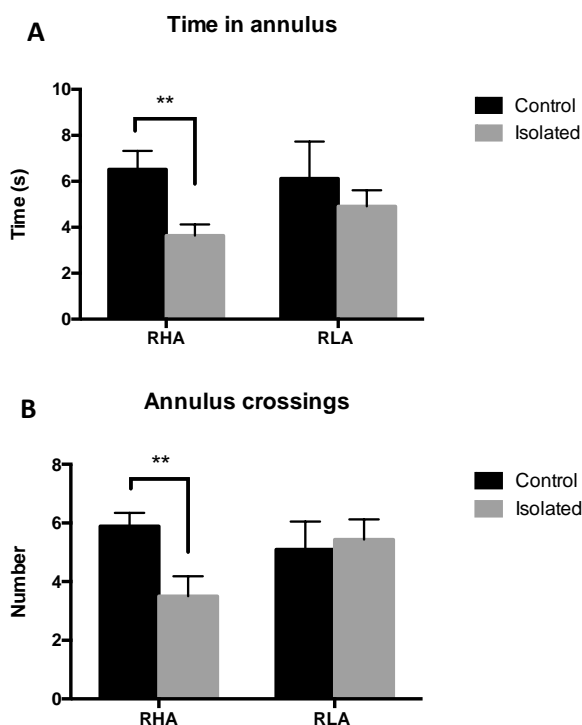 A
Time in annulus
10
8
6
4
2
0
Time (s)
**
RHA
RLA
Control
Isolated
B
Annulus crossings
8
6
4
2
0
Number
**
RHA
RLA
Control
Isolated